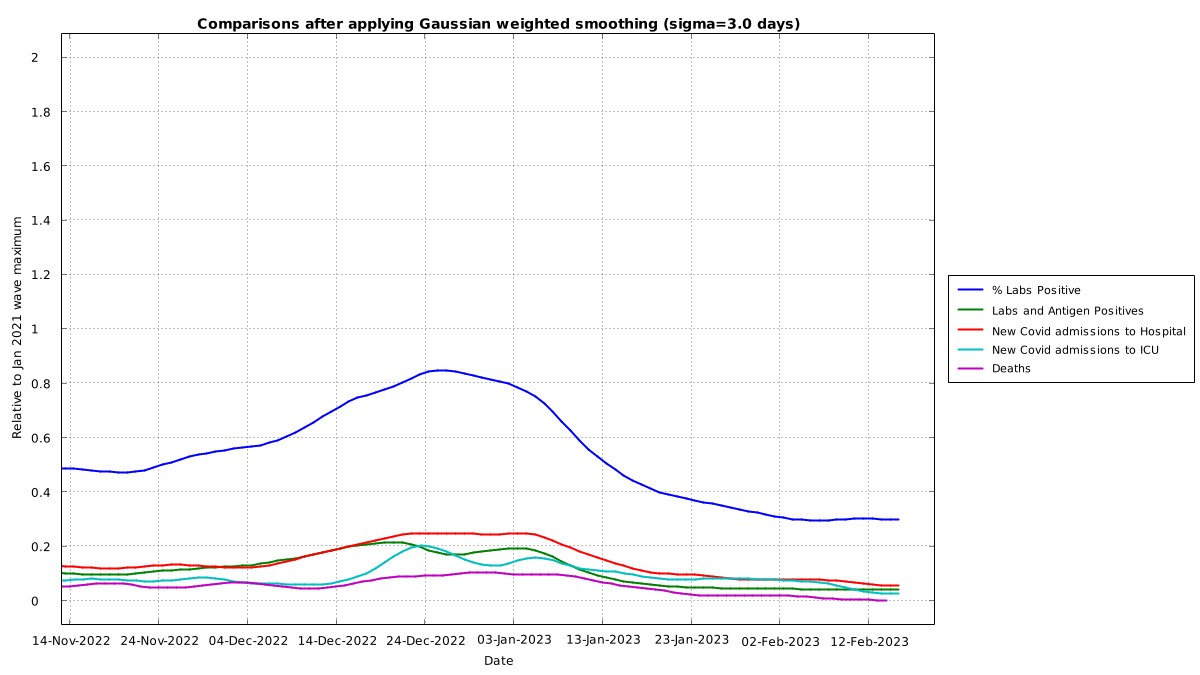 Comparisons after applying Gaussian weighted smoothing (sigma=3.0 days)
Relative to Jan 2021 wave maximum
2
1.8
1.6
1.4
1.2
1
0.8
0.6
0.4
0.2
0
14-Nov-2022 24-Nov-2022 04-Dec-2022 14-Dec-2022 24-Dec-2022 03-Jan-2023 13-Jan-2023 23-Jan-2023 02-Feb-2023 12-Feb-2023
Date
% Labs Positive
Labs and Antigen Positives
New Covid admissions to Hospital
New Covid admissions to ICU
Deaths